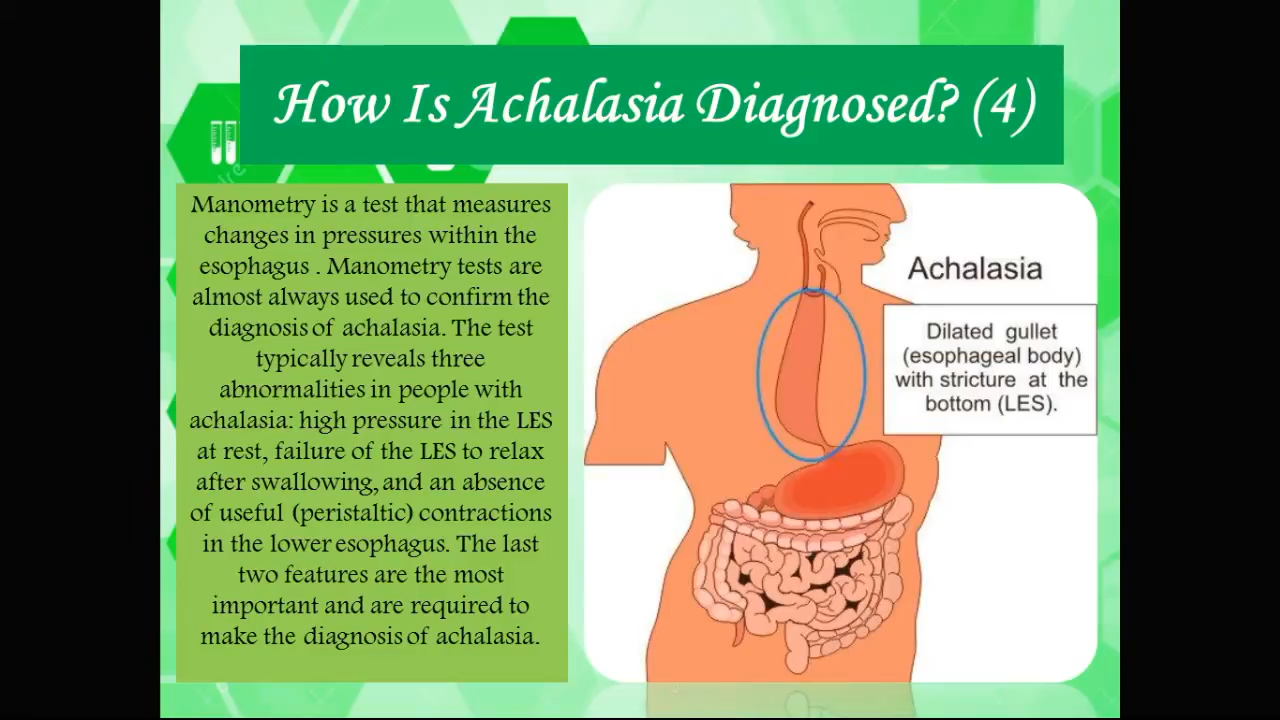 How Is Achalasia Diagnosed? (4)
Manometry is a test that measures
changes in pressures within the
esophagus . Manometry tests are
almost always used to confirm the
diagnosis of achalasia. The test
typically reveals three
abnormalities in people with
achalasia: high pressure in the LES
at rest, failure of the LES to relax
after swallowing, and an absence
of useful (peristaltic) contractions
in the lower esophagus. The last
two features are the most
important and are required to
make the diagnosis of achalasia.
Achalasia
Dilated gullet
(esophageal body)
with stricture at the
bottom (LES).